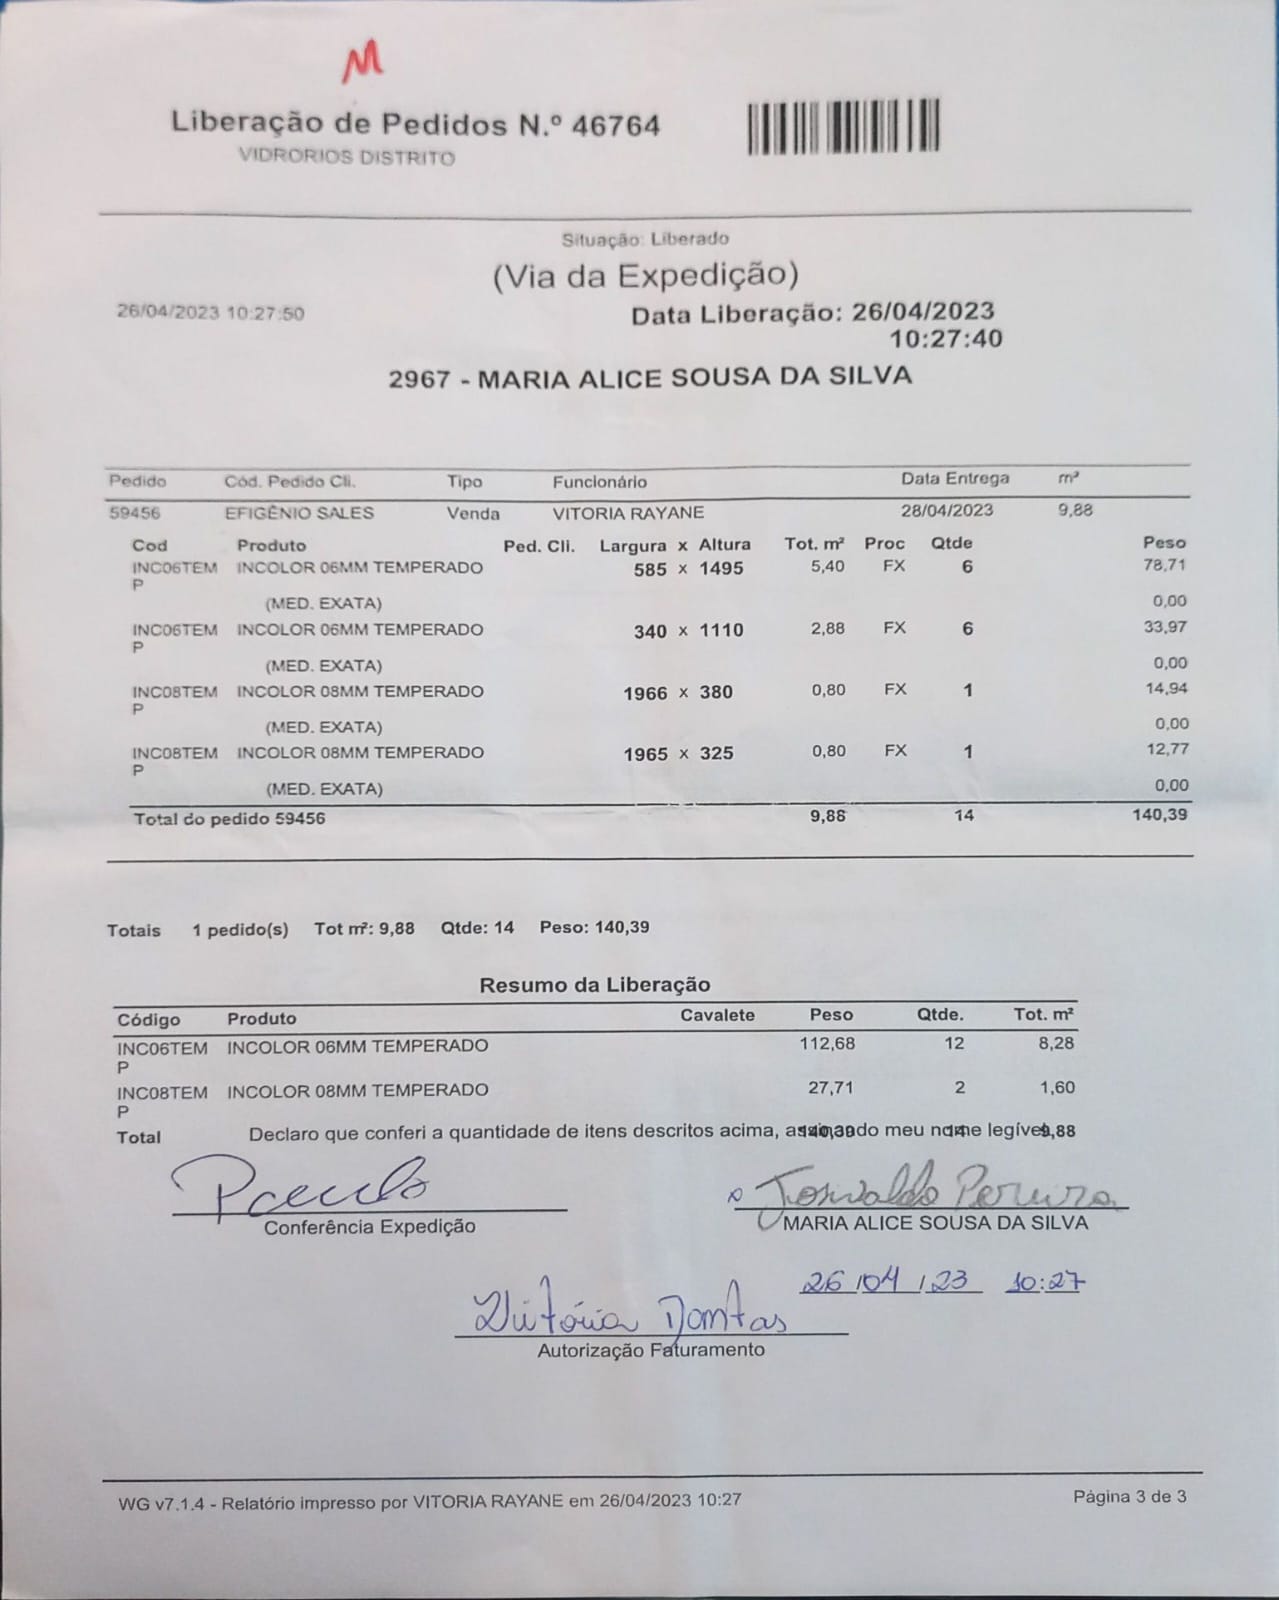 M
Liberação de Pedidos N.º 46764
VIDRORIOS DISTRITO
Situação: Liberado
(Via da Expedição)
26/04/2023 10:27:50 Data Liberação: 26/04/2023
10:27:40
2967 - MARIA ALICE SOUSA DA SILVA
Pedido Cód. Pedido Cli. Tipo Funcionário Data Entrega m²
59456 EFIGÊNIO SALES Venda VITORIA RAYANE 28/04/2023 9,88
Cod Produto Ped. Cli. Largura x Altura Tot. m² Proc Qtde Peso
INC06TEM INCOLOR 06MM TEMPERADO 585 x 1495 5,40 FX 6 78,71
P
(MED. EXATA) 0,00
INC06TEM INCOLOR 06MM TEMPERADO 340 x 1110 2,88 FX 6 33,97
P
(MED. EXATA) 0,00
INC08TEM INCOLOR 08MM TEMPERADO 1966 x 380 0,80 FX 1 14,94
P
(MED. EXATA) 0,00
INC08TEM INCOLOR 08MM TEMPERADO 1965 x 325 0,80 FX 1 12,77
P
(MED. EXATA) 0,00
Total do pedido 59456 9,88 14 140,39
Totais 1 pedido(s) Tot m²: 9,88 Qtde: 14 Peso: 140,39
Resumo da Liberação
Código Produto Cavalete Peso Qtde. Tot. m²
INC06TEM INCOLOR 06MM TEMPERADO 112,68 12 8,28
P
INC08TEM INCOLOR 08MM TEMPERADO 27,71 2 1,60
P
Total 140,39 14 9,88
Declaro que conferi a quantidade de itens descritos acima, assinado meu nome legível.
Paulo Josivaldo Pereira
Conferência Expedição MARIA ALICE SOUSA DA SILVA
26/04/23 10:27
Vitória Dantas
Autorização Faturamento
WG v7.1.4 - Relatório impresso por VITORIA RAYANE em 26/04/2023 10:27 Página 3 de 3